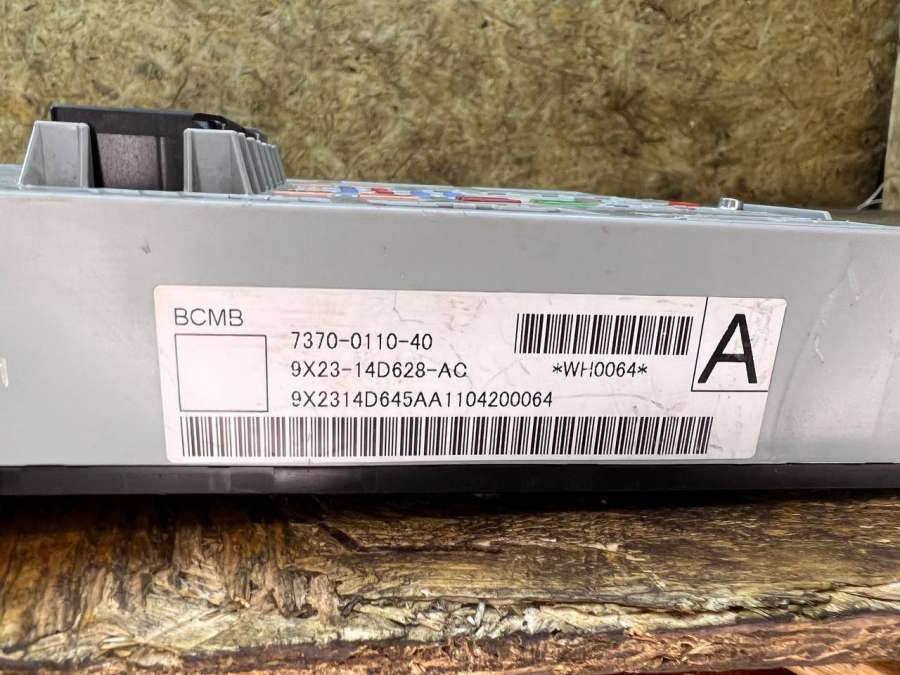 BCMB
7370-0110-40
9X23-14D628-AC
*WH0064*
A
9X2314D645AA1104200064